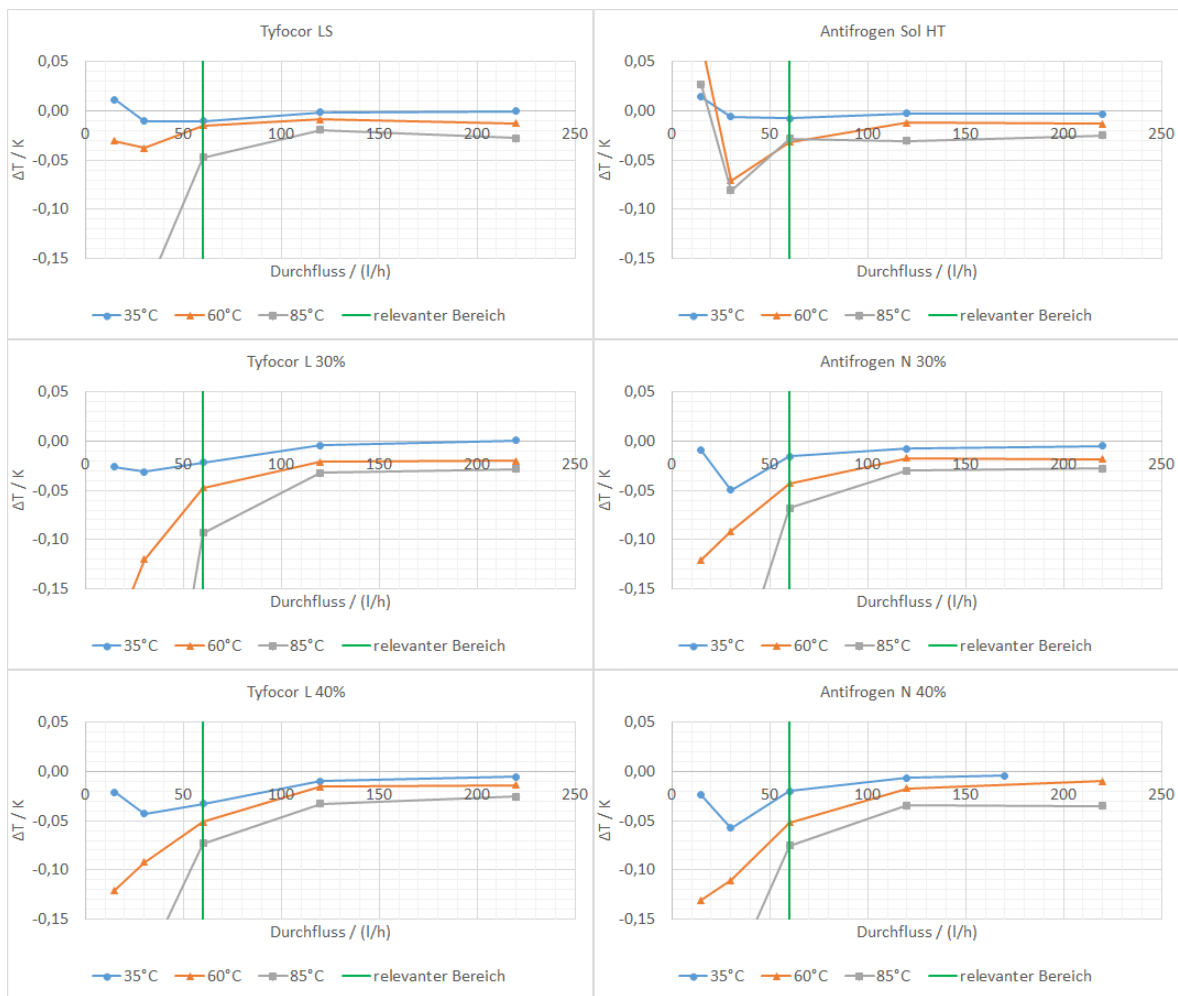 Tyfocor LS
0,05
0,00
-0,05
-0,10
-0,15
0 50 100 150 200 250
ΔT / K
Durchfluss / (l/h)
35°C 60°C 85°C relevanter Bereich
Antifrogen Sol HT
0,05
0,00
-0,05
-0,10
-0,15
0 50 100 150 200 250
ΔT / K
Durchfluss / (l/h)
35°C 60°C 85°C relevanter Bereich
Tyfocor L 30%
0,05
0,00
-0,05
-0,10
-0,15
0 50 100 150 200 250
ΔT / K
Durchfluss / (l/h)
35°C 60°C 85°C relevanter Bereich
Antifrogen N 30%
0,05
0,00
-0,05
-0,10
-0,15
0 50 100 150 200 250
ΔT / K
Durchfluss / (l/h)
35°C 60°C 85°C relevanter Bereich
Tyfocor L 40%
0,05
0,00
-0,05
-0,10
-0,15
0 50 100 150 200 250
ΔT / K
Durchfluss / (l/h)
35°C 60°C 85°C relevanter Bereich
Antifrogen N 40%
0,05
0,00
-0,05
-0,10
-0,15
0 50 100 150 200 250
ΔT / K
Durchfluss / (l/h)
35°C 60°C 85°C relevanter Bereich